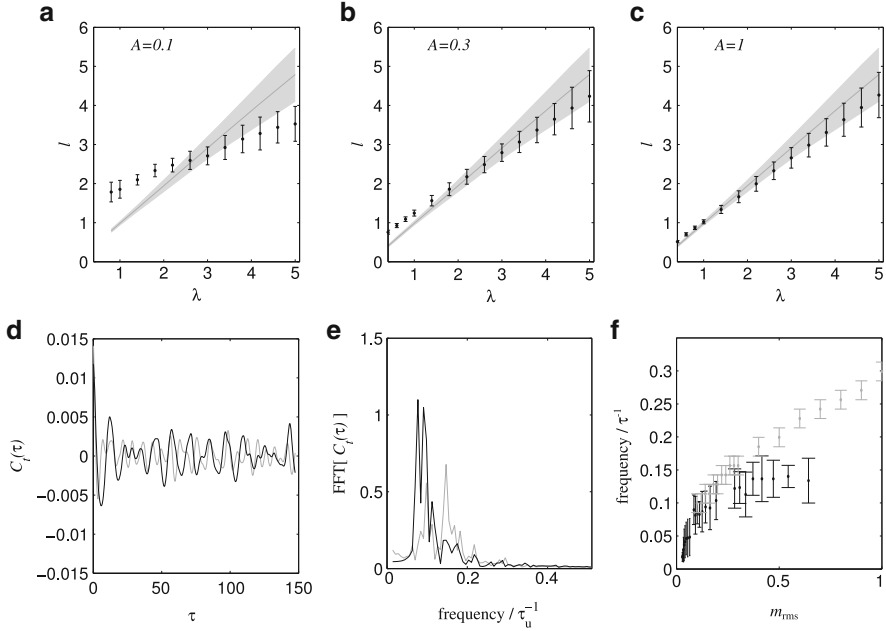 a
A=0.1
6
5
4
3
2
1
0
l
1 2 3 4 5
λ
b
A=0.3
6
5
4
3
2
1
0
l
1 2 3 4 5
λ
c
A=1
6
5
4
3
2
1
0
l
1 2 3 4 5
λ
d
0.015
0.01
0.005
0
−0.005
−0.01
−0.015
C_t(τ)
0 50 100 150
τ
e
1.5
1
0.5
0
FFT[ C_t(τ) ]
0 0.2 0.4
frequency / τ_u^{-1}
f
0.3
0.25
0.2
0.15
0.1
0.05
0
frequency / τ^{-1}
0 0.5 1
m_rms